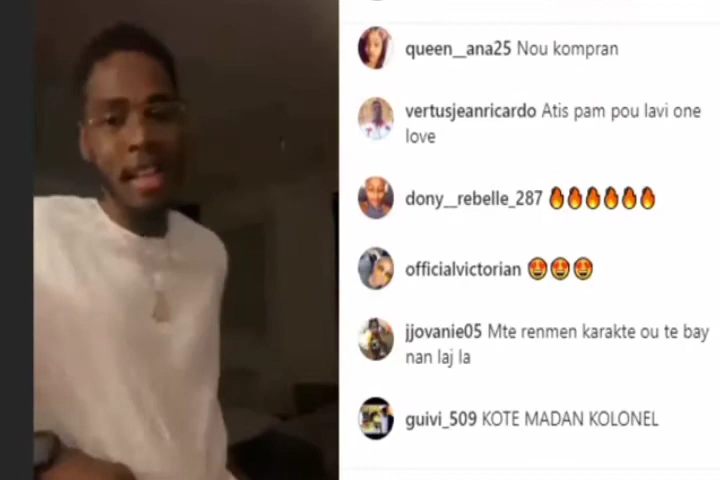 queen__ana25 Nou kompran
vertusjeanricardo Atis pam pou lavi one
love
dony__rebelle_287 🔥🔥🔥🔥🔥🔥
officialvictorian 😍😍😍
jjovanie05 Mte renmen karakte ou te bay
nan laj la
guivi_509 KOTE MADAN KOLONEL